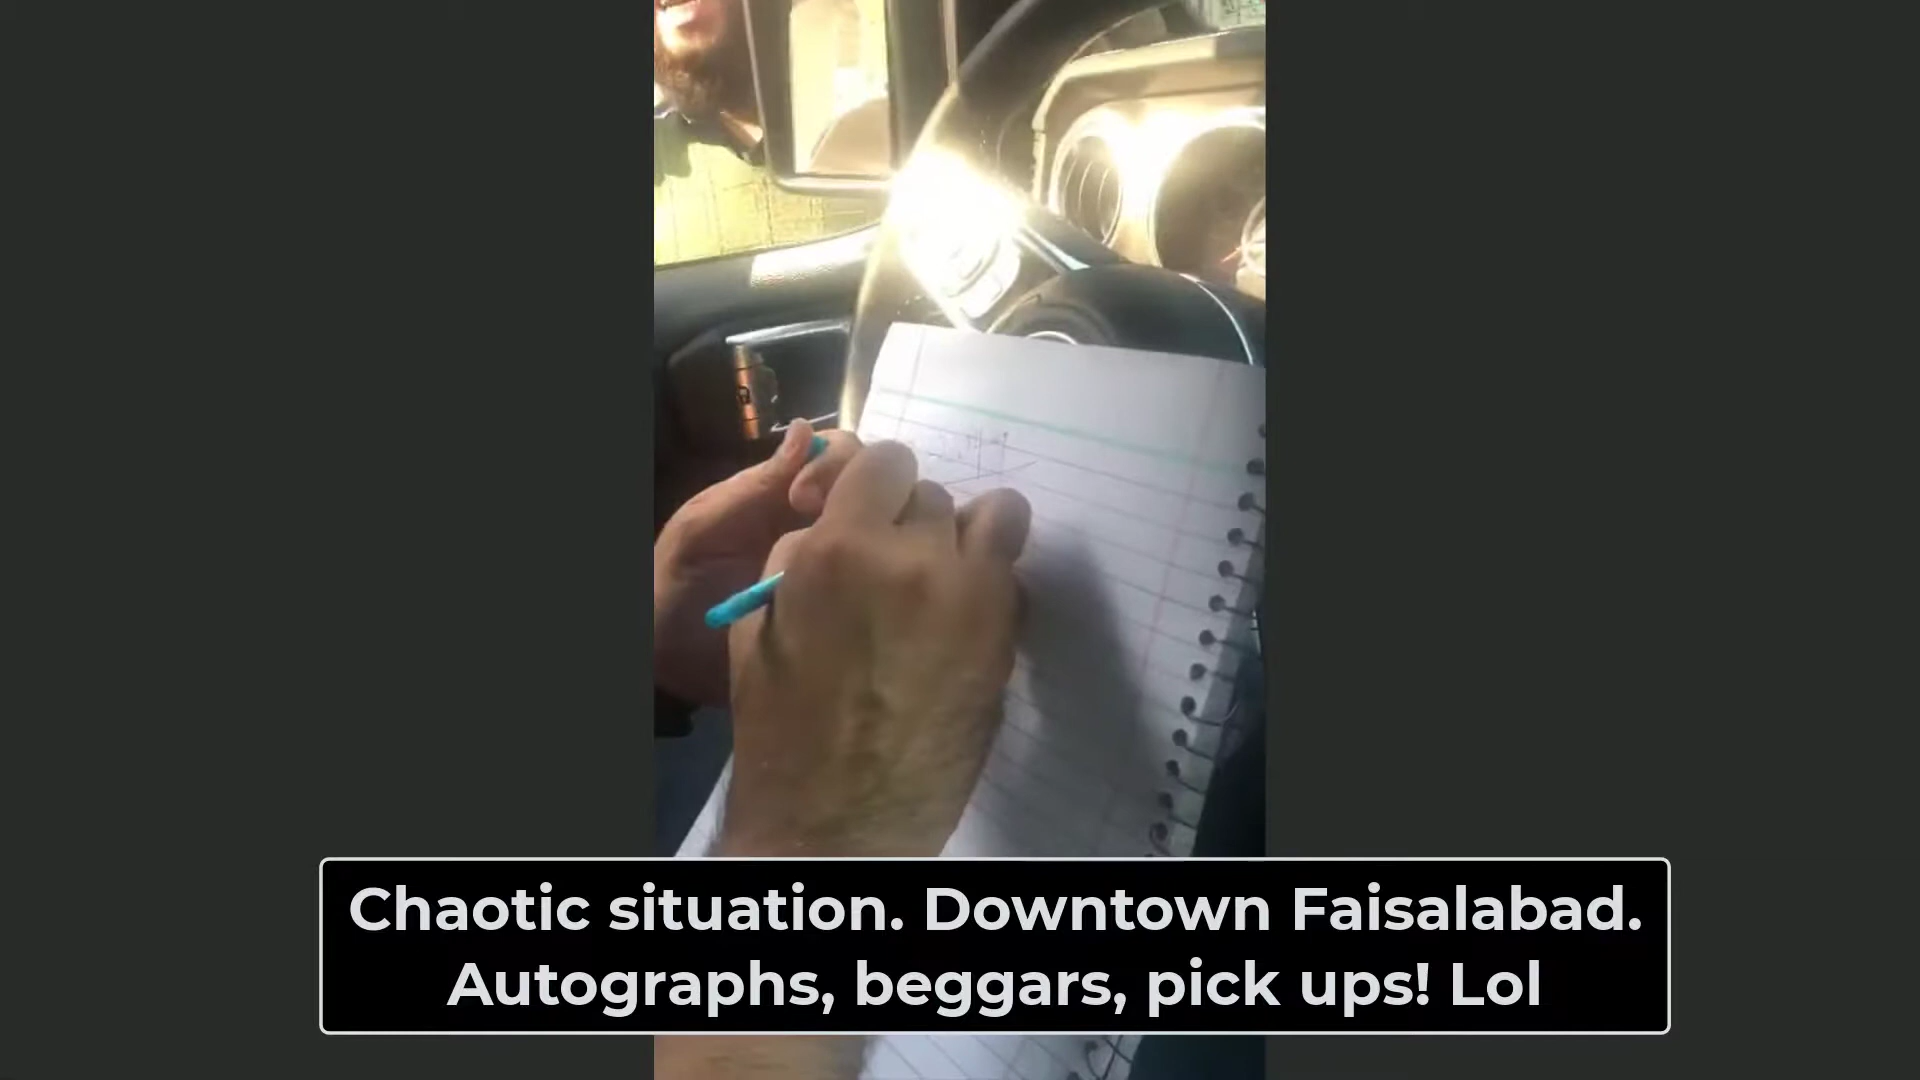 Chaotic situation. Downtown Faisalabad.
Autographs, beggars, pick ups! Lol